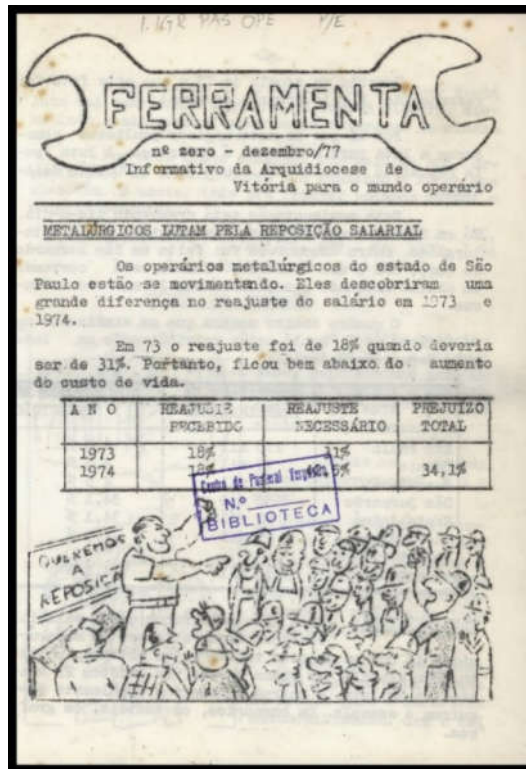 FERRAMENTA
nº zero - dezembro/77
Informativo da Arquidiocese de
Vitória para o mundo operário
METALÚRGICOS LUTAM PELA REPOSIÇÃO SALARIAL
Os operários metalúrgicos do estado de São
Paulo estão se movimentando. Eles descobriram uma
grande diferença no reajuste do salário em 1973 e
1974.
Em 73 o reajuste foi de 18% quando deveria
ser de 31%. Portanto, ficou bem abaixo do aumento
do custo de vida.
A N O REAJUSTE REAJUSTE PREJUÍZO
RECEBIDO NECESSÁRIO TOTAL
1973 18% 31%
1974 18% 34,1%
Centro de Pastoral
N.º
BIBLIOTECA
QUEREMOS
A
REPOSIÇÃ